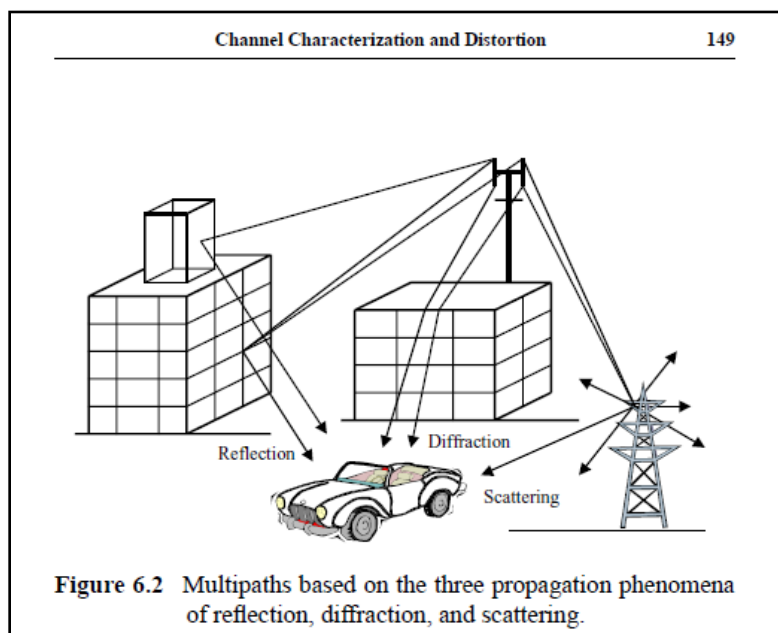 Channel Characterization and Distortion 149
Reflection
Diffraction
Scattering
Figure 6.2 Multipaths based on the three propagation phenomena
of reflection, diffraction, and scattering.